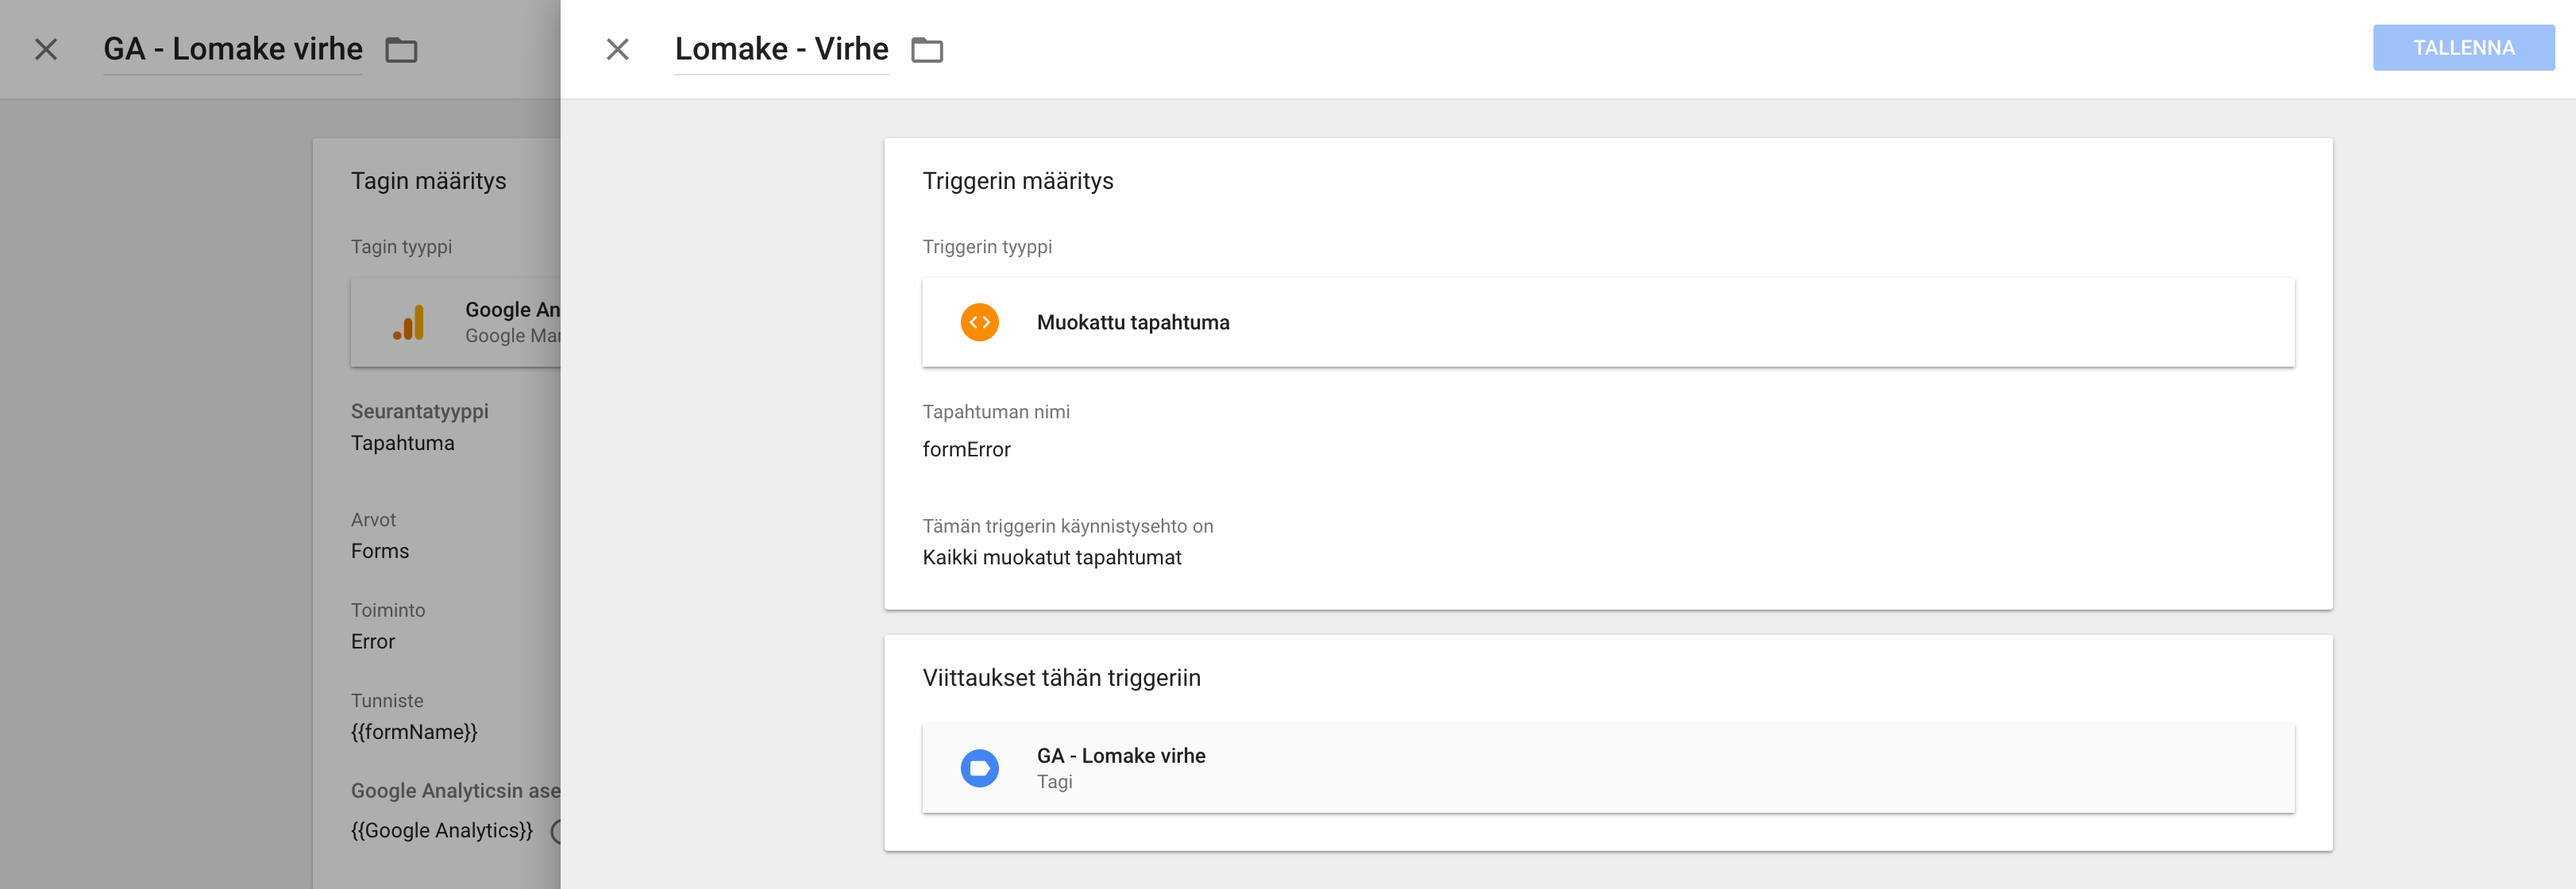 GA - Lomake virhe
Tagin määritys
Tagin tyyppi
Google An
Google Mar
Seurantatyyppi
Tapahtuma
Arvot
Forms
Toiminto
Error
Tunniste
{{formName}}
Google Analyticsin ase
{{Google Analytics}}
Lomake - Virhe
TALLENNA
Triggerin määritys
Triggerin tyyppi
Muokattu tapahtuma
Tapahtuman nimi
formError
Tämän triggerin käynnistysehto on
Kaikki muokatut tapahtumat
Viittaukset tähän triggeriin
GA - Lomake virhe
Tagi